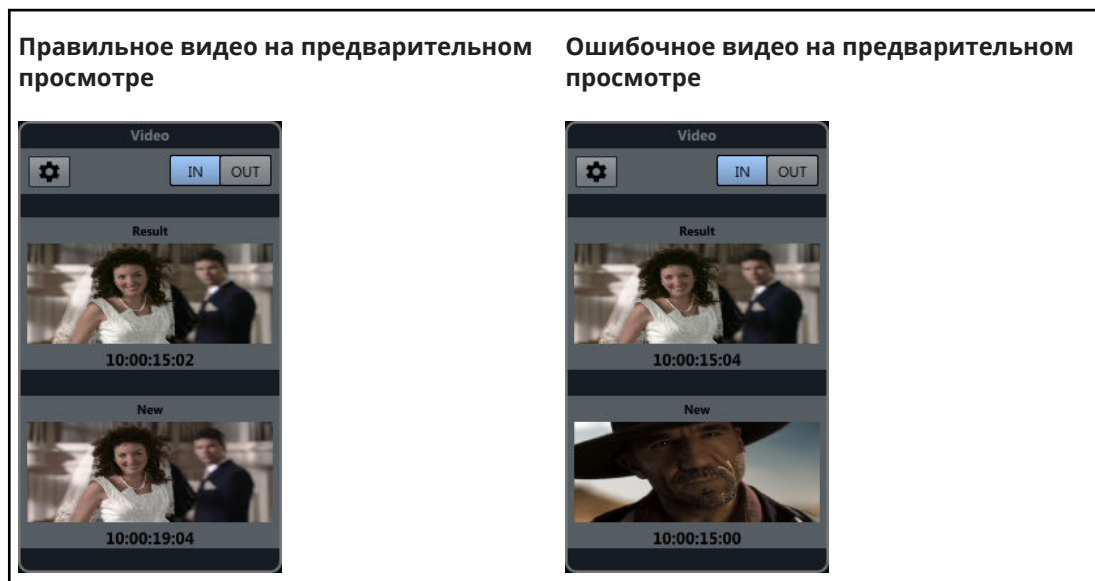 Правильное видео на предварительном
просмотре
Video
IN OUT
Result
10:00:15:02
New
10:00:19:04
Ошибочное видео на предварительном
просмотре
Video
IN OUT
Result
10:00:15:04
New
10:00:15:00